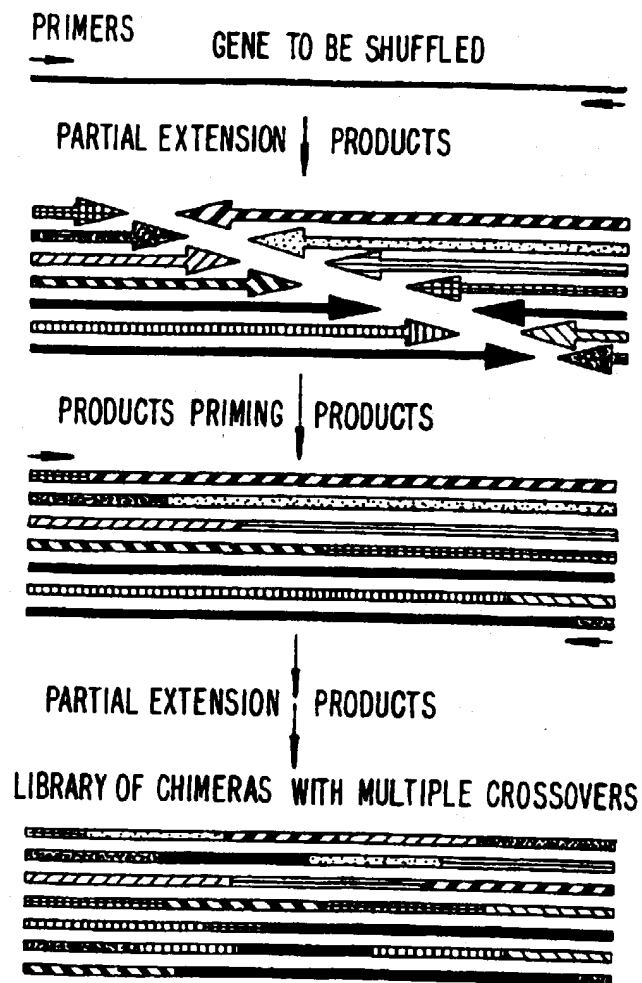 PRIMERS
GENE TO BE SHUFFLED
PARTIAL EXTENSION PRODUCTS
PRODUCTS PRIMING PRODUCTS
PARTIAL EXTENSION PRODUCTS
LIBRARY OF CHIMERAS WITH MULTIPLE CROSSOVERS